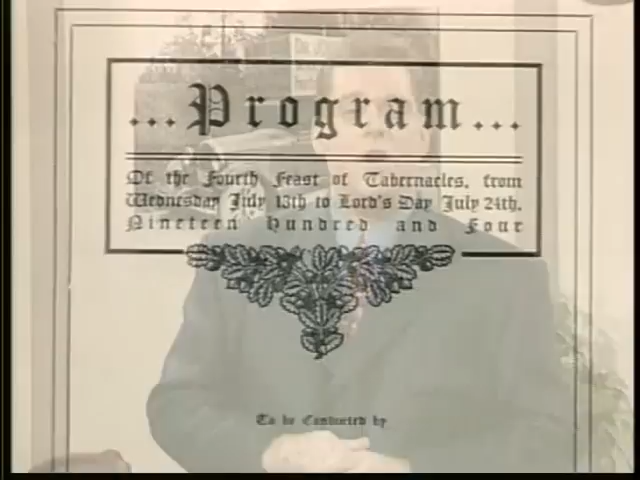 ...Program...
Of the Fourth Feast of Tabernacles, from
Wednesday July 13th to Lord's Day July 24th,
Nineteen Hundred and Four
To be Conducted by